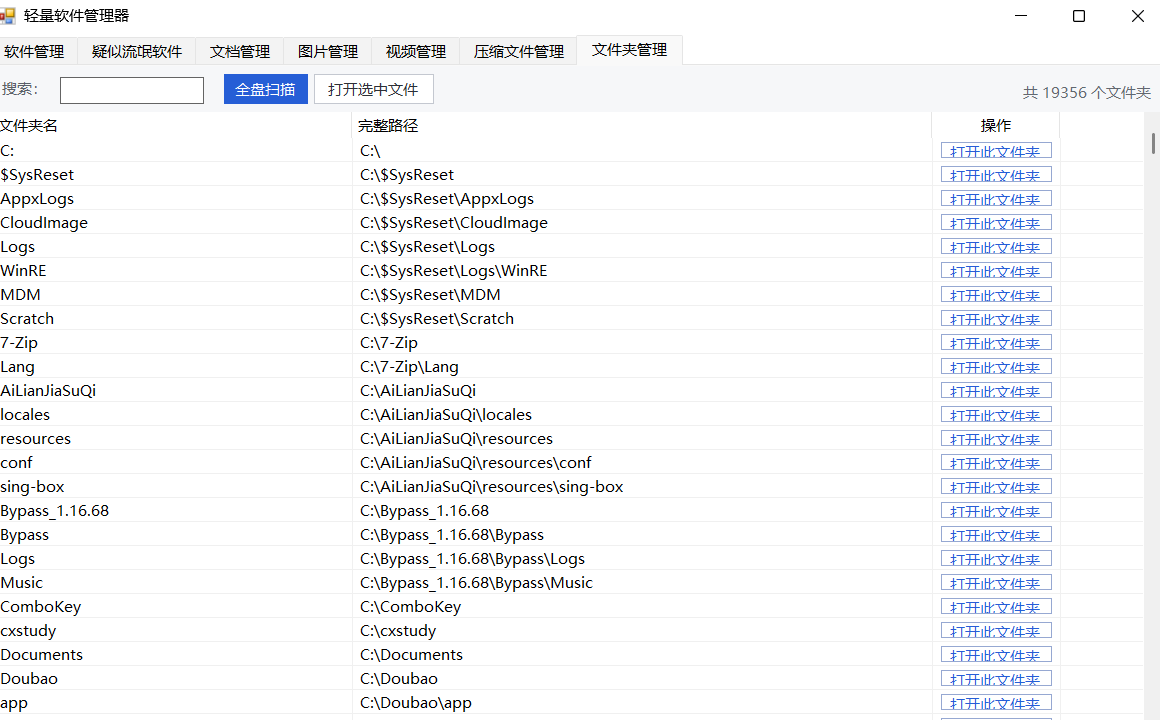 轻量软件管理器
软件管理 疑似流氓软件 文档管理 图片管理 视频管理 压缩文件管理 文件夹管理
搜索： 全盘扫描 打开选中文件 共 19356 个文件夹
文件夹名 完整路径 操作
C: C:\ 打开此文件夹
$SysReset C:\$SysReset 打开此文件夹
AppxLogs C:\$SysReset\AppxLogs 打开此文件夹
CloudImage C:\$SysReset\CloudImage 打开此文件夹
Logs C:\$SysReset\Logs 打开此文件夹
WinRE C:\$SysReset\Logs\WinRE 打开此文件夹
MDM C:\$SysReset\MDM 打开此文件夹
Scratch C:\$SysReset\Scratch 打开此文件夹
7-Zip C:\7-Zip 打开此文件夹
Lang C:\7-Zip\Lang 打开此文件夹
AiLianJiaSuQi C:\AiLianJiaSuQi 打开此文件夹
locales C:\AiLianJiaSuQi\locales 打开此文件夹
resources C:\AiLianJiaSuQi\resources 打开此文件夹
conf C:\AiLianJiaSuQi\resources\conf 打开此文件夹
sing-box C:\AiLianJiaSuQi\resources\sing-box 打开此文件夹
Bypass_1.16.68 C:\Bypass_1.16.68 打开此文件夹
Bypass C:\Bypass_1.16.68\Bypass 打开此文件夹
Logs C:\Bypass_1.16.68\Bypass\Logs 打开此文件夹
Music C:\Bypass_1.16.68\Bypass\Music 打开此文件夹
ComboKey C:\ComboKey 打开此文件夹
cxstudy C:\cxstudy 打开此文件夹
Documents C:\Documents 打开此文件夹
Doubao C:\Doubao 打开此文件夹
app C:\Doubao\app 打开此文件夹